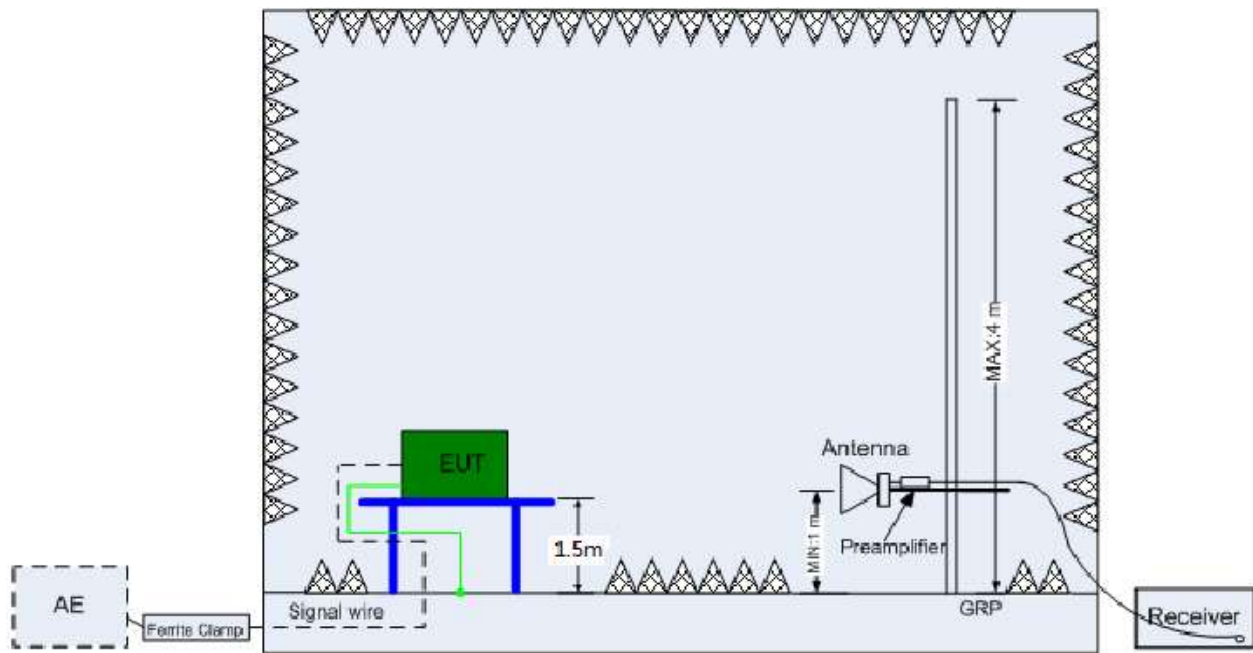 MAX:4 m
EUT
Antenna
1.5m
MIN:1 m
Preamplifier
AE
Ferrite Clamp
Signal wire
GRP
Receiver